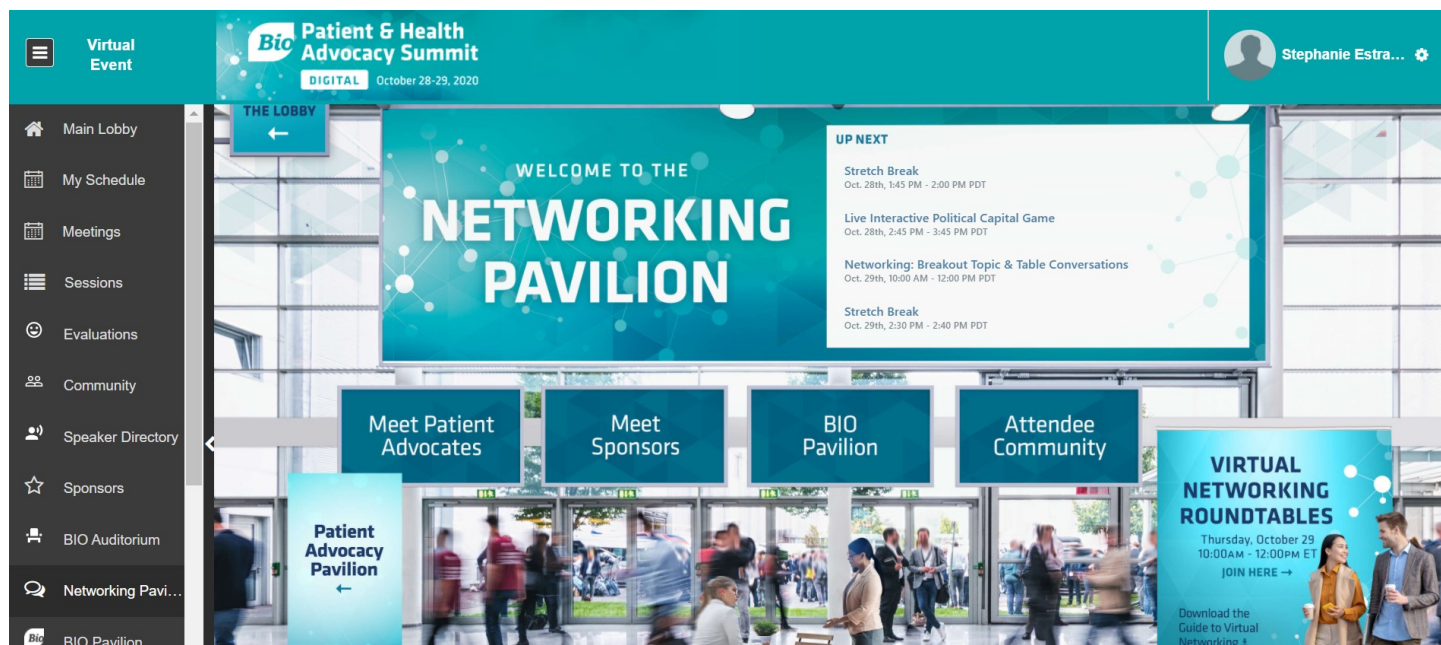 Virtual
Event
Bio
Patient & Health
Advocacy Summit
DIGITAL October 28-29, 2020
Stephanie Estra...
Main Lobby
My Schedule
Meetings
Sessions
Evaluations
Community
Speaker Directory
Sponsors
BIO Auditorium
Networking Pavi...
Bio
BIO Pavilion
THE LOBBY
←
WELCOME TO THE
NETWORKING
PAVILION
UP NEXT
Stretch Break
Oct. 28th, 1:45 PM - 2:00 PM PDT
Live Interactive Political Capital Game
Oct. 28th, 2:45 PM - 3:45 PM PDT
Networking: Breakout Topic & Table Conversations
Oct. 29th, 10:00 AM - 12:00 PM PDT
Stretch Break
Oct. 29th, 2:30 PM - 2:40 PM PDT
Meet Patient
Advocates
Meet
Sponsors
BIO
Pavilion
Attendee
Community
Patient
Advocacy
Pavilion
←
VIRTUAL
NETWORKING
ROUNDTABLES
Thursday, October 29
10:00AM - 12:00PM ET
JOIN HERE →
Download the
Guide to Virtual
Networking